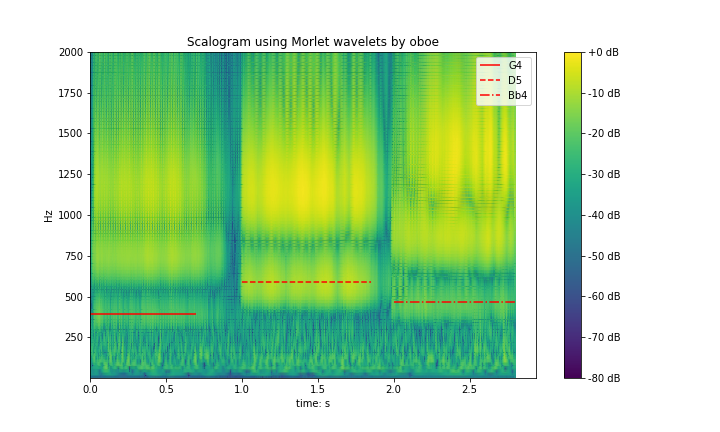 Scalogram using Morlet wavelets by oboe
2000
1750
1500
1250
1000
750
500
250
Hz
0.0 0.5 1.0 1.5 2.0 2.5
time: s
G4
D5
Bb4
+0 dB
-10 dB
-20 dB
-30 dB
-40 dB
-50 dB
-60 dB
-70 dB
-80 dB